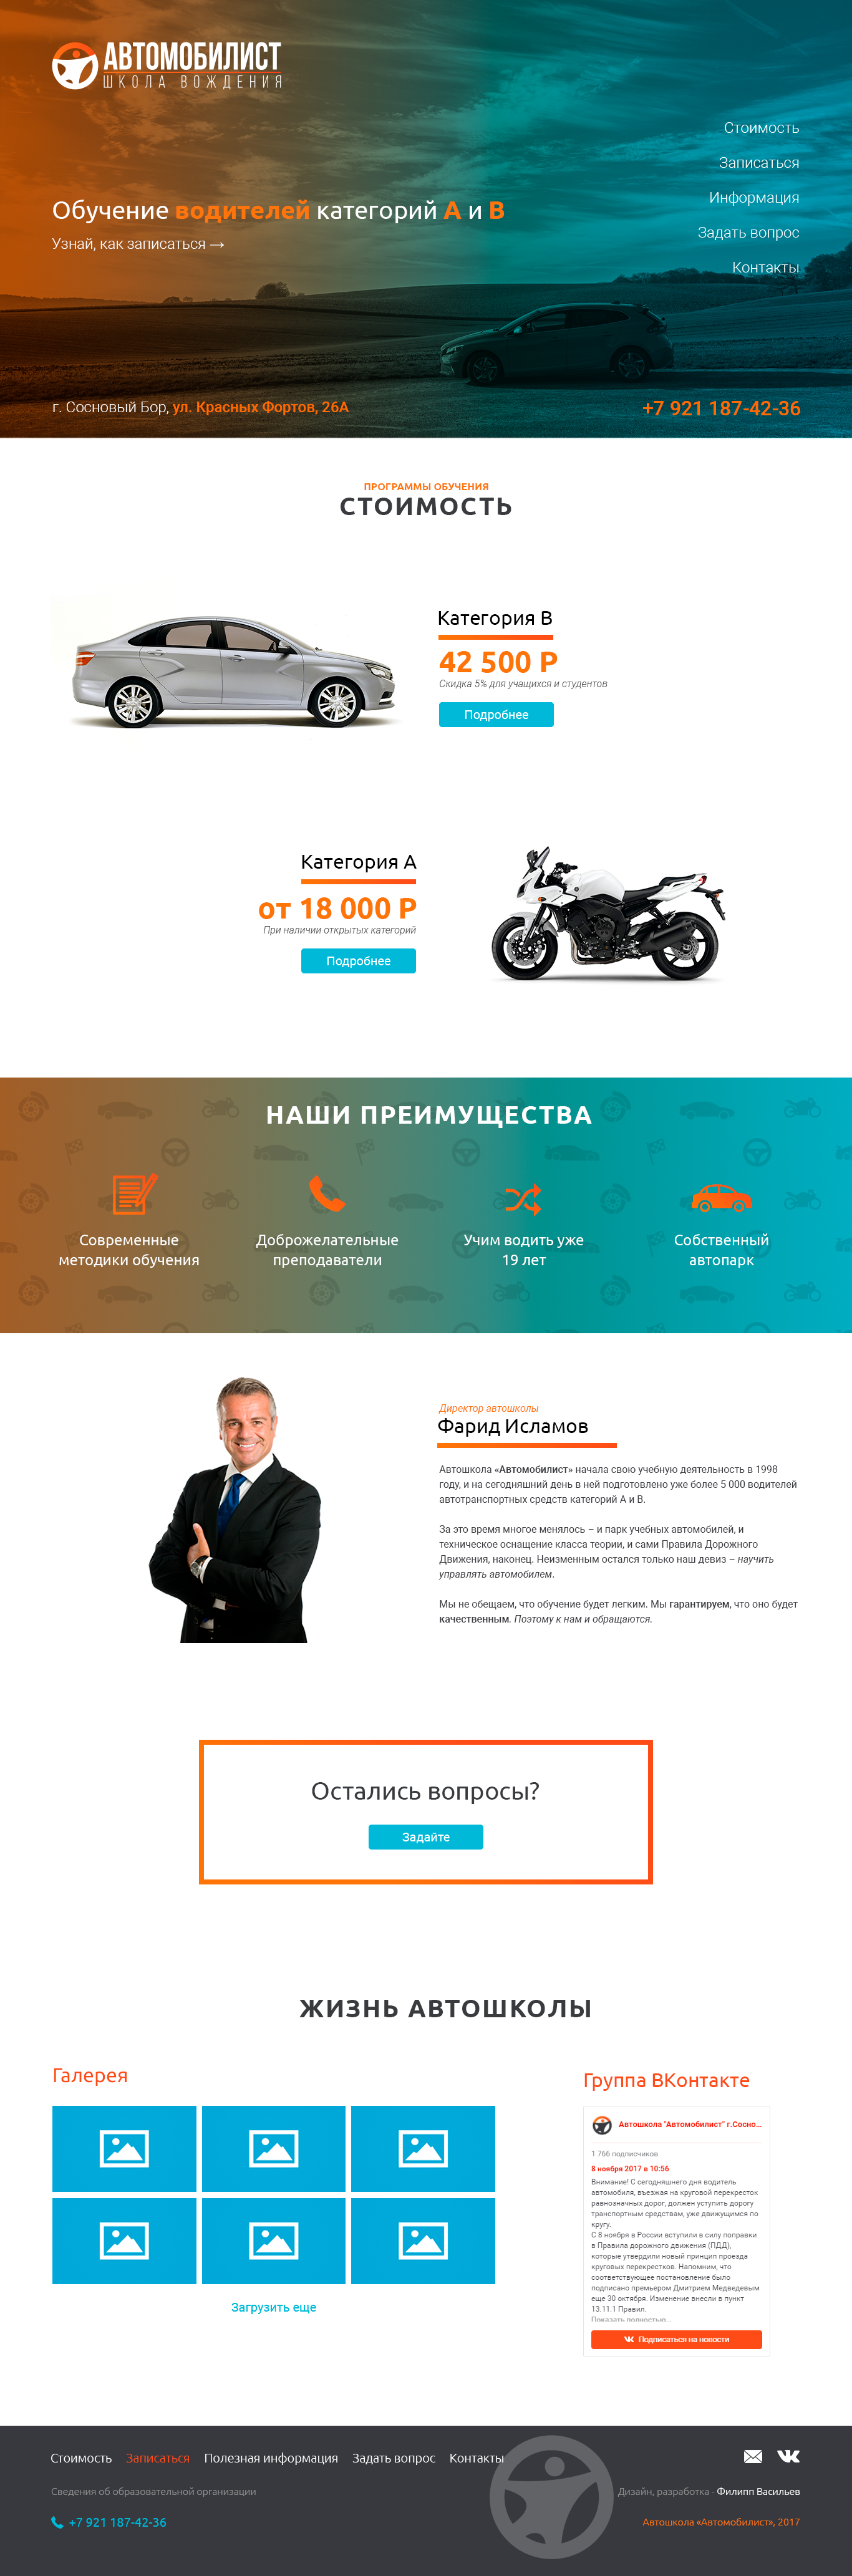 АВТОМОБИЛИСТ
ШКОЛА ВОЖДЕНИЯ
Стоимость
Записаться
Информация
Задать вопрос
Контакты
Обучение водителей категорий А и В
Узнай, как записаться →
г. Сосновый Бор, ул. Красных Фортов, 26А
+7 921 187-42-36
ПРОГРАММЫ ОБУЧЕНИЯ
СТОИМОСТЬ
Категория В
42 500 Р
Скидка 5% для учащихся и студентов
Подробнее
Категория А
от 18 000 Р
При наличии открытых категорий
Подробнее
НАШИ ПРЕИМУЩЕСТВА
Современные
методики обучения
Доброжелательные
преподаватели
Учим водить уже
19 лет
Собственный
автопарк
Директор автошколы
Фарид Исламов
Автошкола «Автомобилист» начала свою учебную деятельность в 1998
году, и на сегодняшний день в ней подготовлено уже более 5 000 водителей
автотранспортных средств категорий А и В.
За это время многое менялось – и парк учебных автомобилей, и
техническое оснащение класса теории, и сами Правила Дорожного
Движения, наконец. Неизменным остался только наш девиз – научить
управлять автомобилем.
Мы не обещаем, что обучение будет легким. Мы гарантируем, что оно будет
качественным. Поэтому к нам и обращаются.
Остались вопросы?
Задайте
ЖИЗНЬ АВТОШКОЛЫ
Галерея
Загрузить еще
Группа ВКонтакте
Автошкола "Автомобилист" г.Сосно...
1 766 подписчиков
8 ноября 2017 в 10:56
Внимание! С сегодняшнего дня водитель
автомобиля, въезжая на круговой перекресток
равнозначных дорог, должен уступить дорогу
транспортным средствам, уже движущимся по
кругу.
С 8 ноября в России вступили в силу поправки
в Правила дорожного движения (ПДД),
которые утвердили новый принцип проезда
круговых перекрестков. Напомним, что
соответствующее постановление было
подписано премьером Дмитрием Медведевым
еще 30 октября. Изменение внесли в пункт
13.11.1 Правил.
Показать полностью...
Подписаться на новости
Стоимость Записаться Полезная информация Задать вопрос Контакты
Сведения об образовательной организации
Дизайн, разработка - Филипп Васильев
+7 921 187-42-36
Автошкола «Автомобилист», 2017